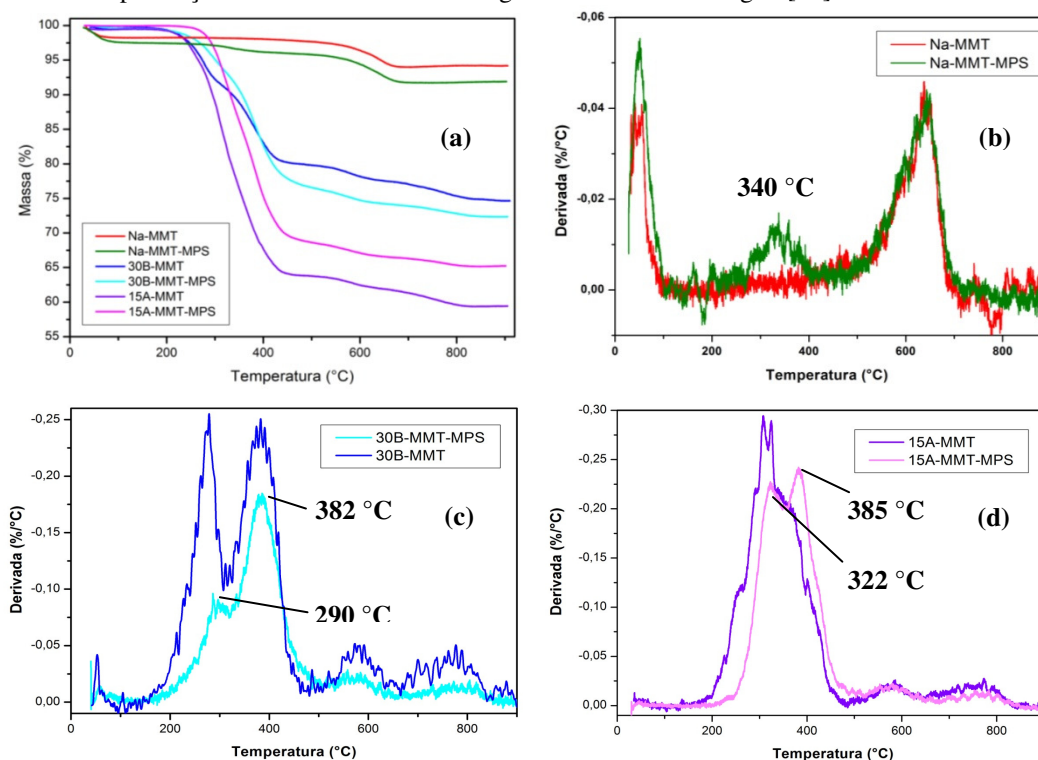 100
95
90
85
80
75
70
65
60
55
Massa (%)
(a)
Na-MMT
Na-MMT-MPS
30B-MMT
30B-MMT-MPS
15A-MMT
15A-MMT-MPS
0 200 400 600 800
Temperatura (°C)
-0,06
-0,04
-0,02
0,00
Derivada (%/°C)
Na-MMT
Na-MMT-MPS
(b)
340 °C
0 200 400 600 800
Temperatura (°C)
-0,25
-0,20
-0,15
-0,10
-0,05
0,00
Derivada (%/°C)
30B-MMT-MPS
30B-MMT
382 °C
(c)
290 °C
0 200 400 600 800
Temperatura (°C)
-0,30
-0,25
-0,20
-0,15
-0,10
-0,05
0,00
Derivada (%/°C)
15A-MMT
15A-MMT-MPS
385 °C
(d)
322 °C
0 200 400 600 800
Temperatura (°C)